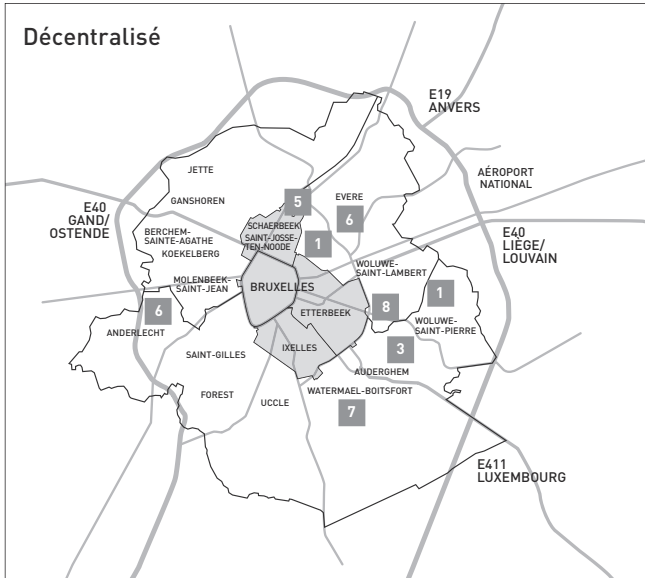 Décentralisé
E19
ANVERS
JETTE
AÉROPORT
NATIONAL
GANSHOREN
5
EVERE
E40
GAND/
OSTENDE
6
SCHAERBEEK
BERCHEM-
SAINTE-AGATHE
KOEKELBERG
SAINT-JOSSE-
TEN-NOODE
1
E40
LIÈGE/
LOUVAIN
WOLUWE-
SAINT-LAMBERT
MOLENBEEK-
SAINT-JEAN
BRUXELLES
1
6
ETTERBEEK
8
ANDERLECHT
WOLUWE-
SAINT-PIERRE
IXELLES
3
SAINT-GILLES
AUDERGHEM
FOREST
UCCLE
WATERMAEL-BOITSFORT
7
E411
LUXEMBOURG